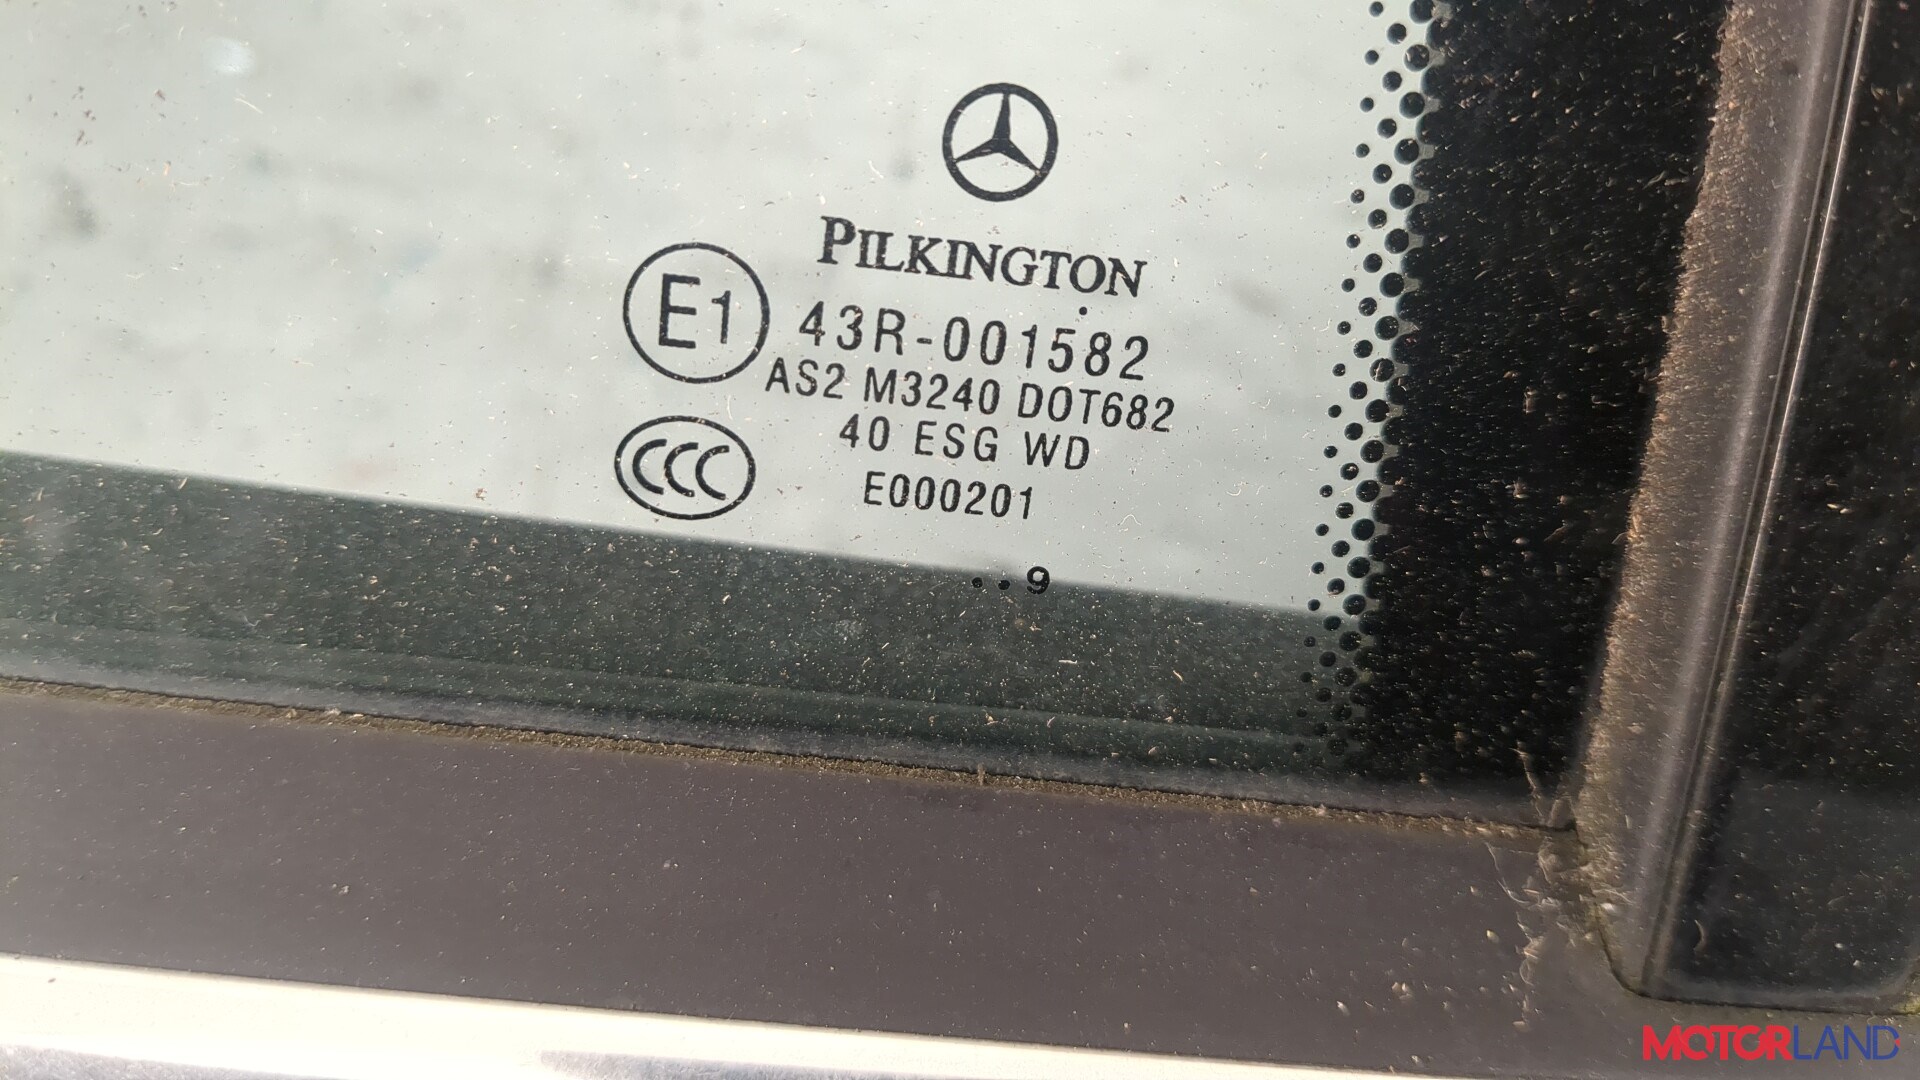 PILKINGTON
E1 43R-001582
AS2 M3240 DOT682
40 ESG WD
CCC E000201
..9
MOTORLAND